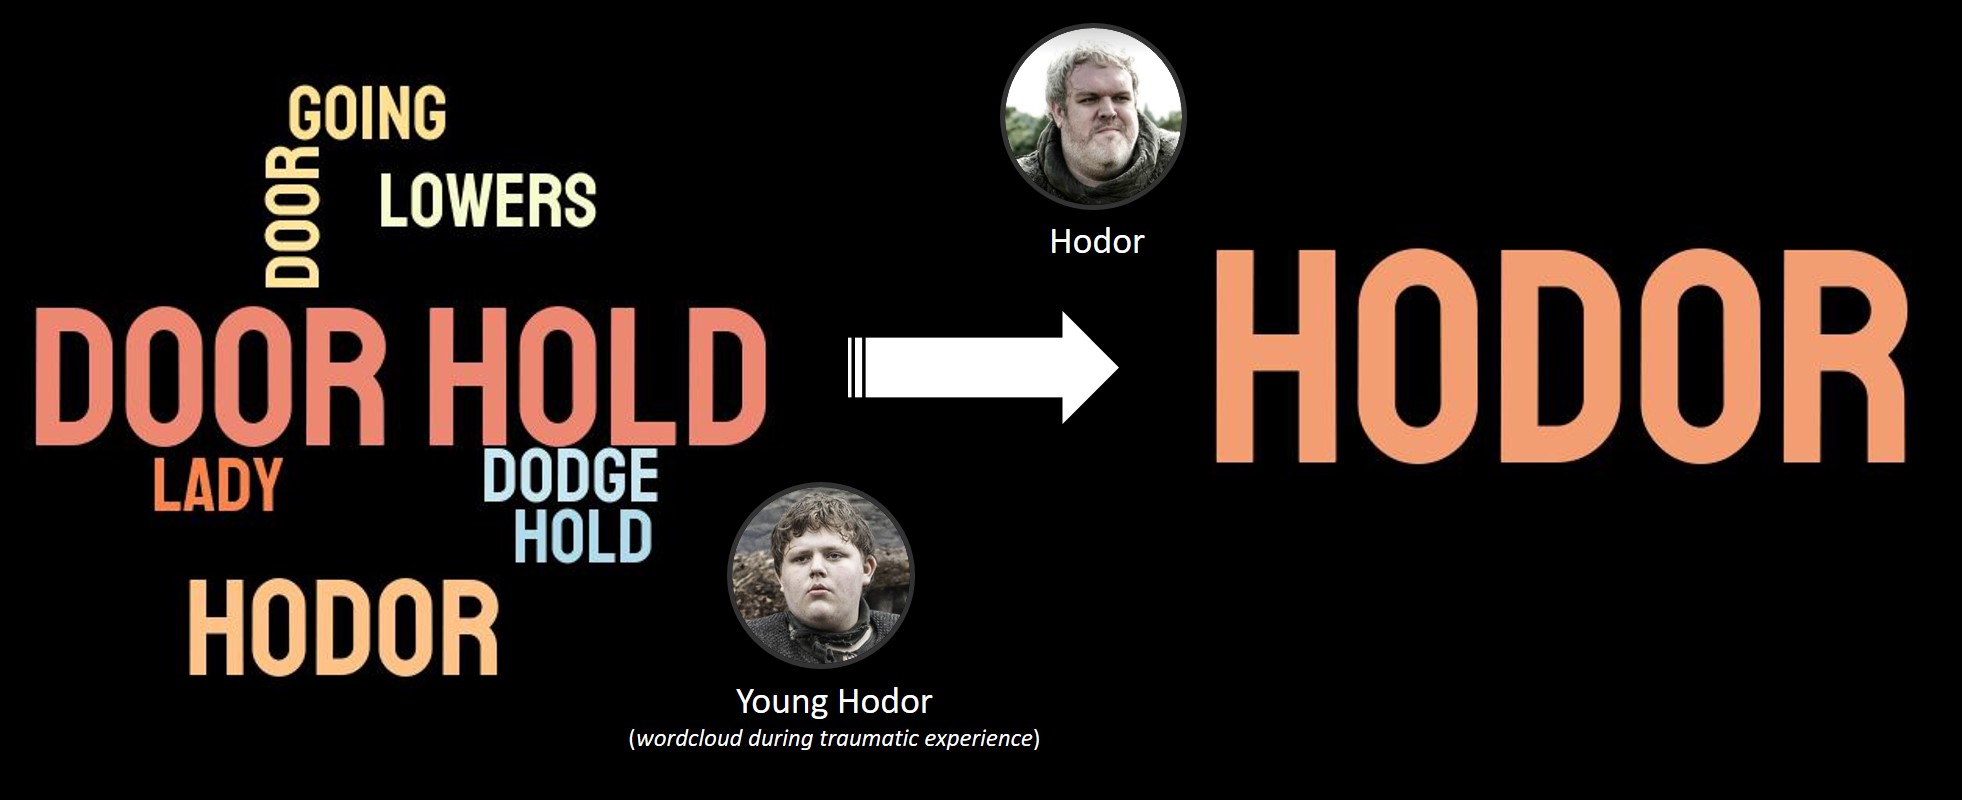 GOING
DOOR
LOWERS
DOOR HOLD
LADY
DODGE
HOLD
HODOR
Young Hodor
(wordcloud during traumatic experience)
Hodor
HODOR